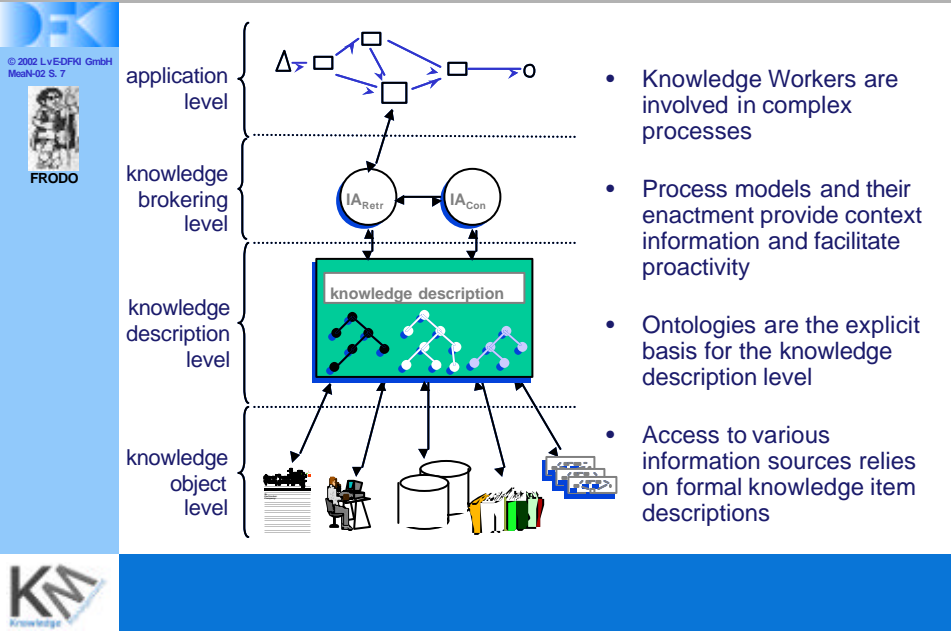 DFKI
© 2002 LvE-DFKI GmbH
MeaN-02 S. 7
FRODO
application
level
knowledge
brokering
level
knowledge
description
level
knowledge
object
level
IARetr
IACon
knowledge description
• Knowledge Workers are
involved in complex
processes
• Process models and their
enactment provide context
information and facilitate
proactivity
• Ontologies are the explicit
basis for the knowledge
description level
• Access to various
information sources relies
on formal knowledge item
descriptions
KM
Knowledge